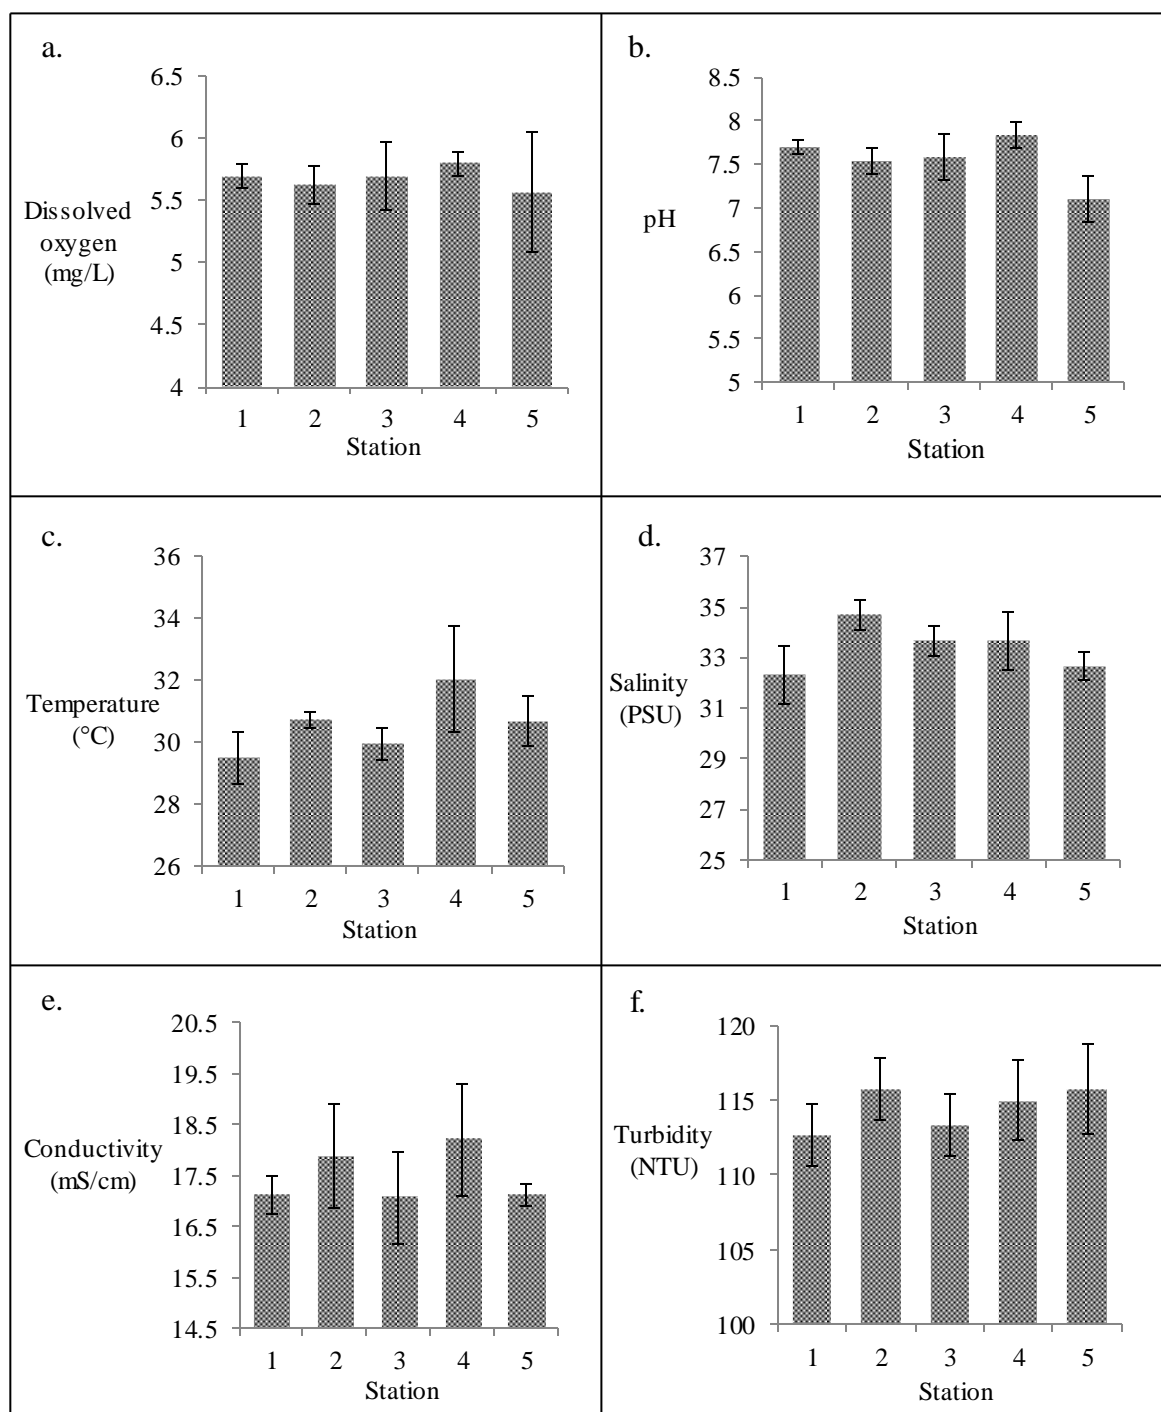 a.
6.5
6
5.5
5
4.5
4
Dissolved
oxygen
(mg/L)
1 2 3 4 5
Station
b.
8.5
8
7.5
7
6.5
6
5.5
5
pH
1 2 3 4 5
Station
c.
36
34
32
30
28
26
Temperature
(°C)
1 2 3 4 5
Station
d.
37
35
33
31
29
27
25
Salinity
(PSU)
1 2 3 4 5
Station
e.
20.5
19.5
18.5
17.5
16.5
15.5
14.5
Conductivity
(mS/cm)
1 2 3 4 5
Station
f.
120
115
110
105
100
Turbidity
(NTU)
1 2 3 4 5
Station